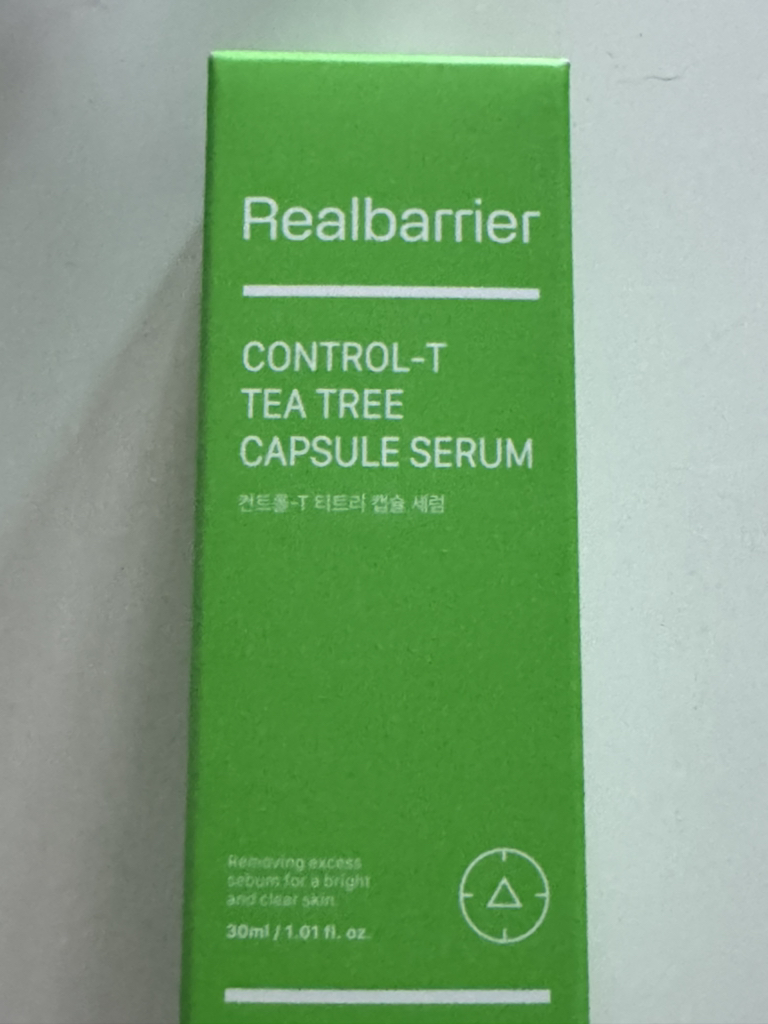 Realbarrier
CONTROL-T
TEA TREE
CAPSULE SERUM
컨트롤-T 티트리 캡슐 세럼
Removing excess
sebum for a bright
and clear skin.
30ml / 1.01 fl. oz.